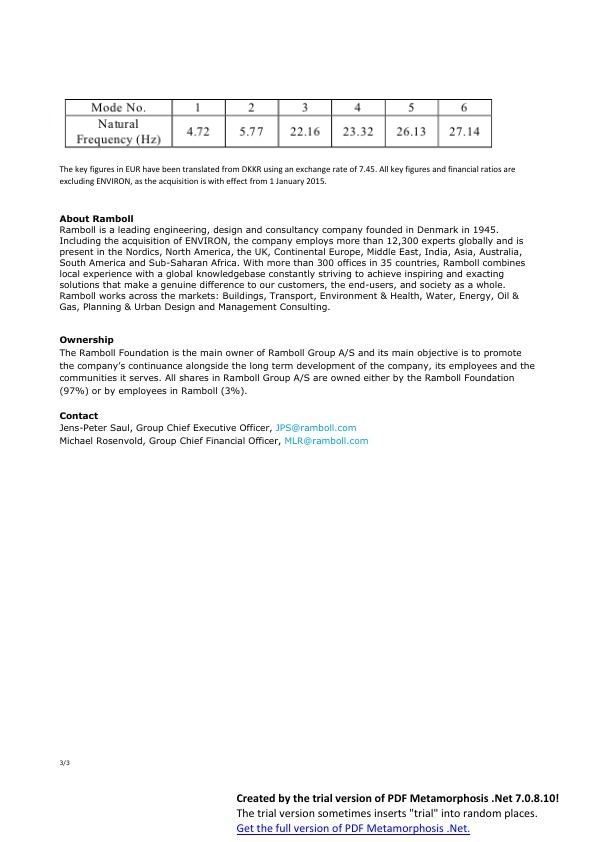 Mode No. 1 2 3 4 5 6
Natural
Frequency (Hz) 4.72 5.77 22.16 23.32 26.13 27.14
The key figures in EUR have been translated from DKKR using an exchange rate of 7.45. All key figures and financial ratios are
excluding ENVIRON, as the acquisition is with effect from 1 January 2015.
About Ramboll
Ramboll is a leading engineering, design and consultancy company founded in Denmark in 1945.
Including the acquisition of ENVIRON, the company employs more than 12,300 experts globally and is
present in the Nordics, North America, the UK, Continental Europe, Middle East, India, Asia, Australia,
South America and Sub-Saharan Africa. With more than 300 offices in 35 countries, Ramboll combines
local experience with a global knowledgebase constantly striving to achieve inspiring and exacting
solutions that make a genuine difference to our customers, the end-users, and society as a whole.
Ramboll works across the markets: Buildings, Transport, Environment & Health, Water, Energy, Oil &
Gas, Planning & Urban Design and Management Consulting.
Ownership
The Ramboll Foundation is the main owner of Ramboll Group A/S and its main objective is to promote
the company's continuance alongside the long term development of the company, its employees and the
communities it serves. All shares in Ramboll Group A/S are owned either by the Ramboll Foundation
(97%) or by employees in Ramboll (3%).
Contact
Jens-Peter Saul, Group Chief Executive Officer, JPS@ramboll.com
Michael Rosenvold, Group Chief Financial Officer, MLR@ramboll.com
3/3
Created by the trial version of PDF Metamorphosis .Net 7.0.8.10!
The trial version sometimes inserts "trial" into random places.
Get the full version of PDF Metamorphosis .Net.